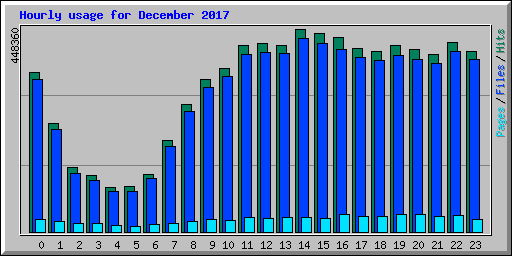 Hourly usage for December 2017
448360
Pages/Files/Hits
0 1 2 3 4 5 6 7 8 9 10 11 12 13 14 15 16 17 18 19 20 21 22 23